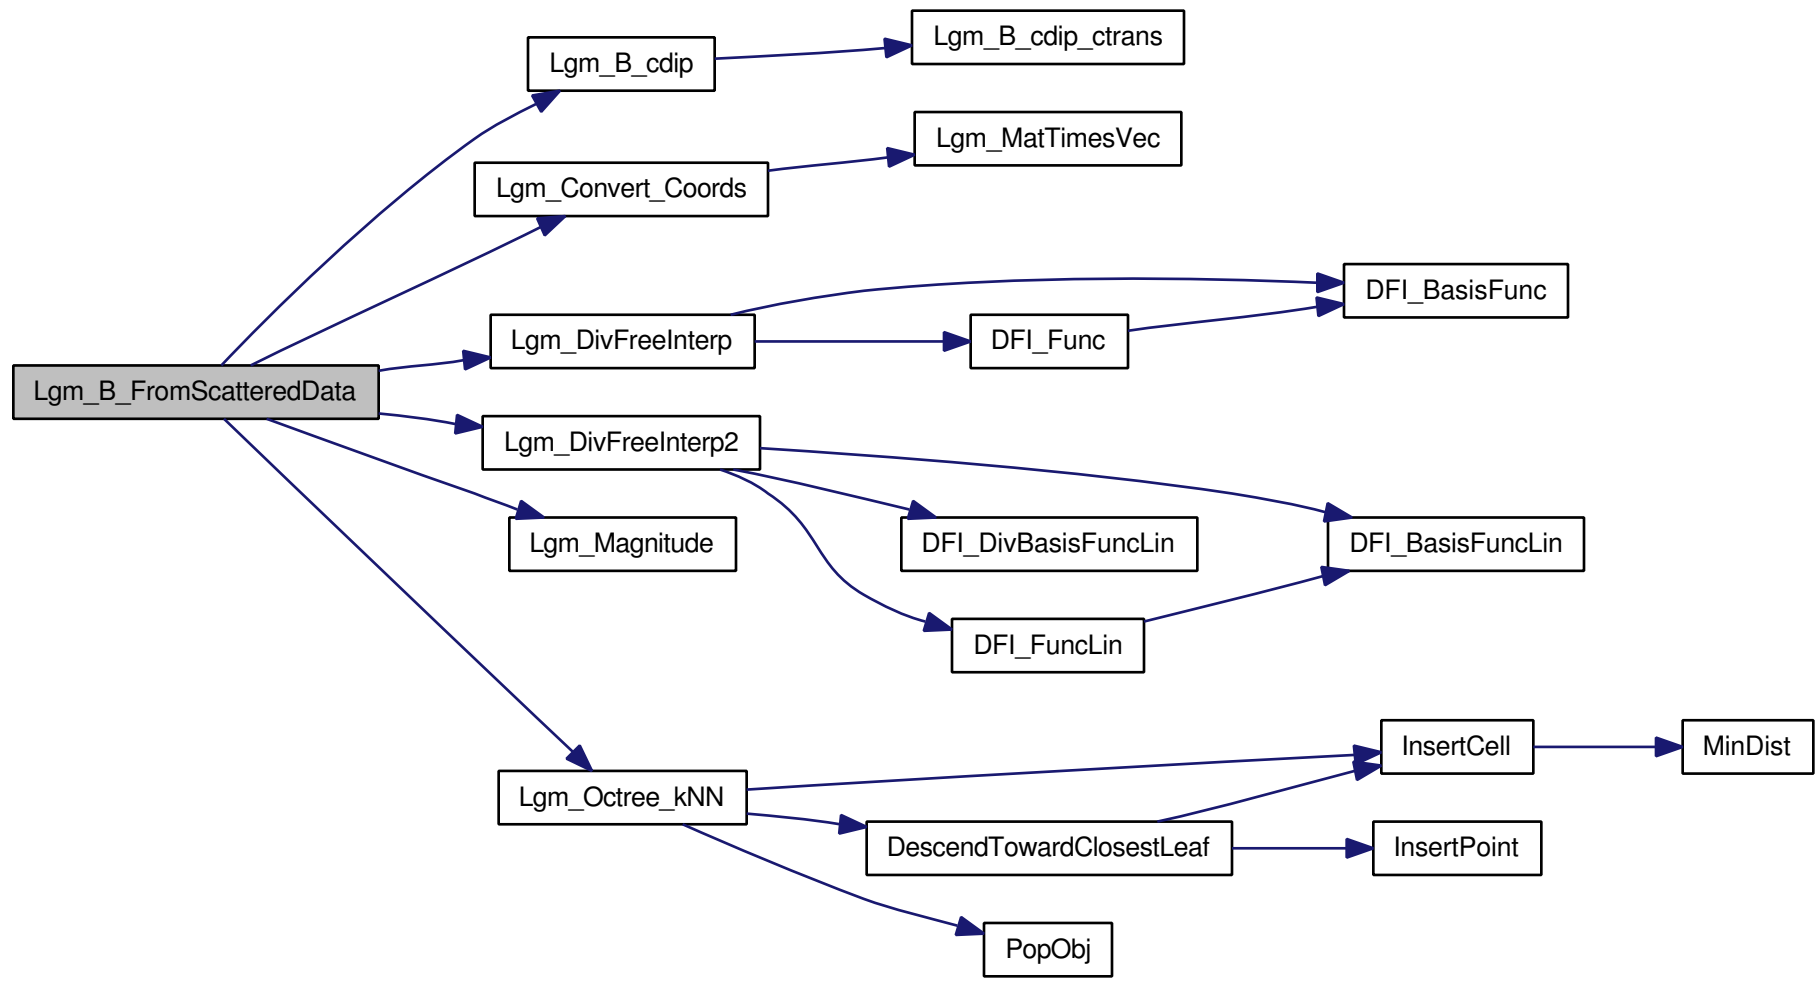 Lgm_B_cdip_ctrans
Lgm_B_cdip
Lgm_MatTimesVec
Lgm_Convert_Coords
DFI_BasisFunc
Lgm_DivFreeInterp
DFI_Func
Lgm_B_FromScatteredData
Lgm_DivFreeInterp2
Lgm_Magnitude
DFI_DivBasisFuncLin
DFI_BasisFuncLin
DFI_FuncLin
InsertCell
MinDist
Lgm_Octree_kNN
DescendTowardClosestLeaf
InsertPoint
PopObj